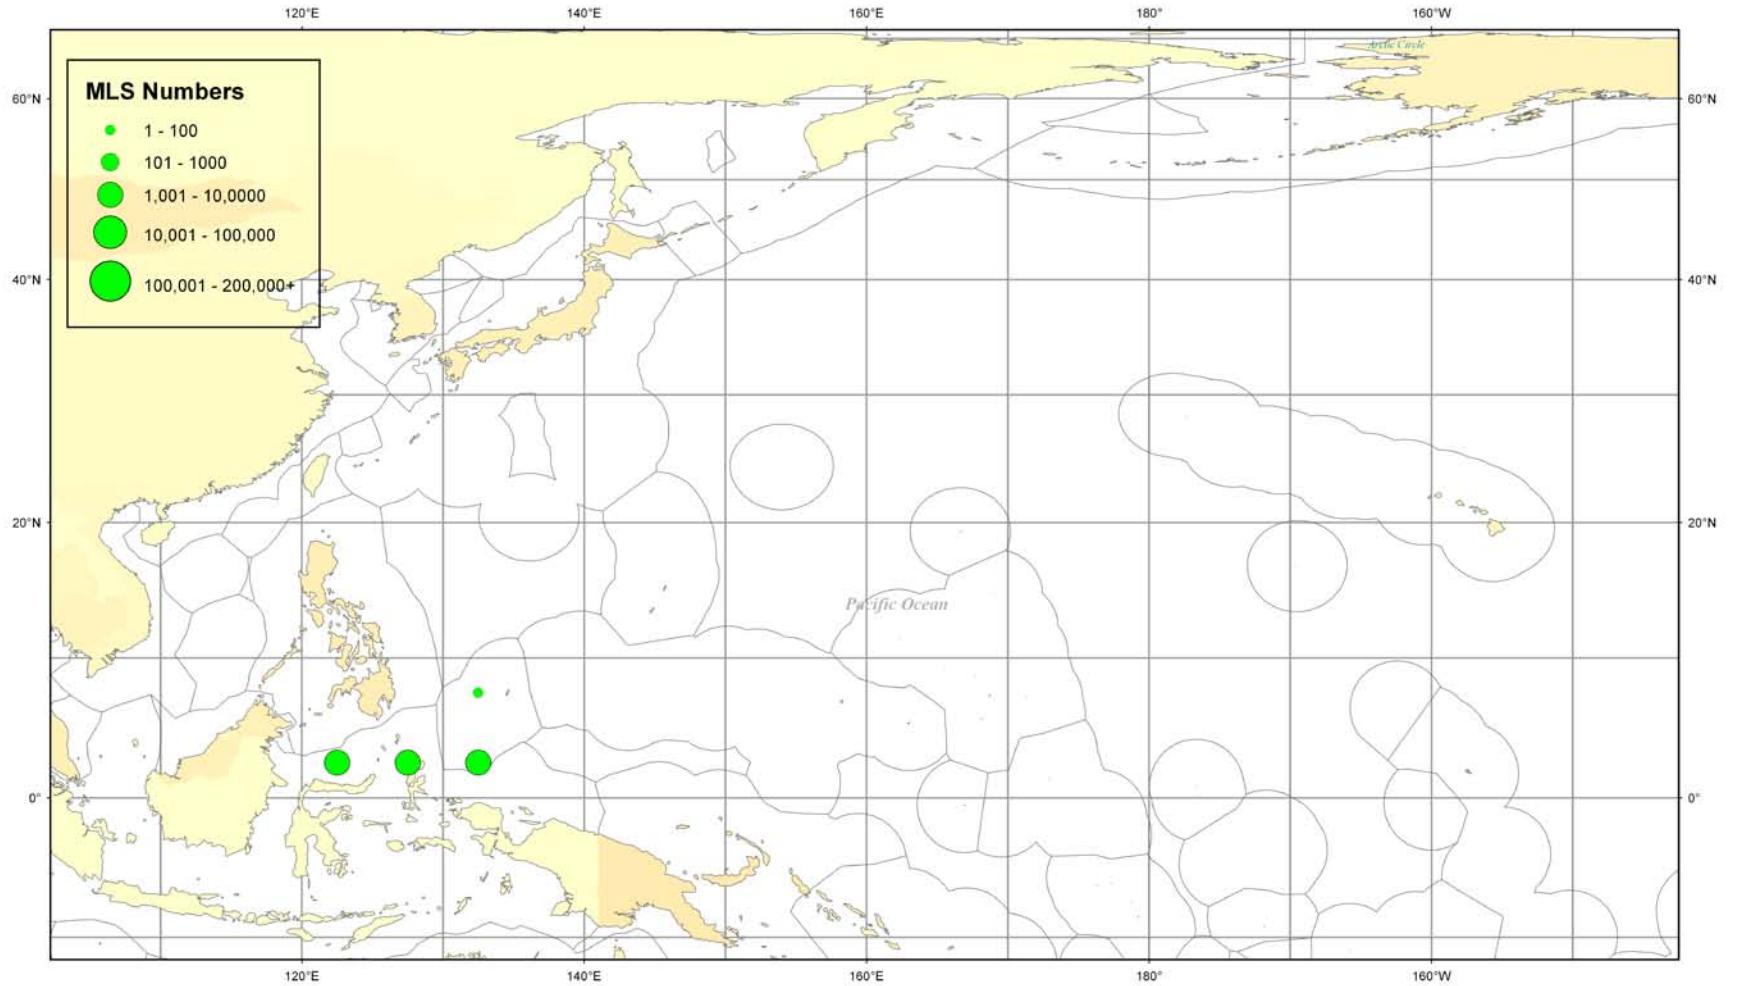 120°E 140°E 160°E 180° 160°W
Arctic Circle
MLS Numbers
1 - 100
60°N 60°N
101 - 1000
1,001 - 10,0000
10,001 - 100,000
40°N 40°N
100,001 - 200,000+
20°N 20°N
Pacific Ocean
0° 0°
120°E 140°E 160°E 180° 160°W